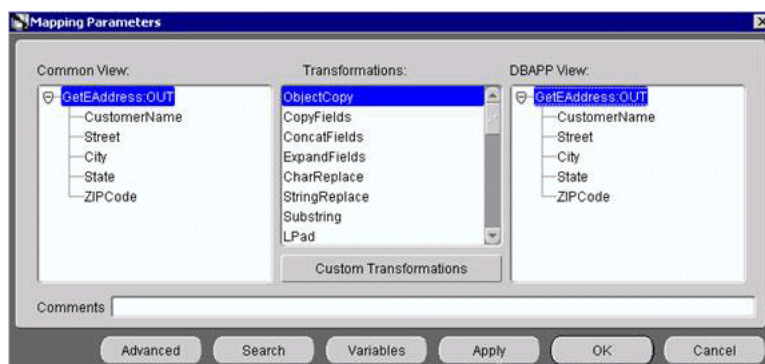 Mapping Parameters
Common View:
GetEAddress:OUT
CustomerName
Street
City
State
ZIPCode
Transformations:
ObjectCopy
CopyFields
ConcatFields
ExpandFields
CharReplace
StringReplace
Substring
LPad
Custom Transformations
DBAPP View:
GetEAddress:OUT
CustomerName
Street
City
State
ZIPCode
Comments
Advanced
Search
Variables
Apply
OK
Cancel